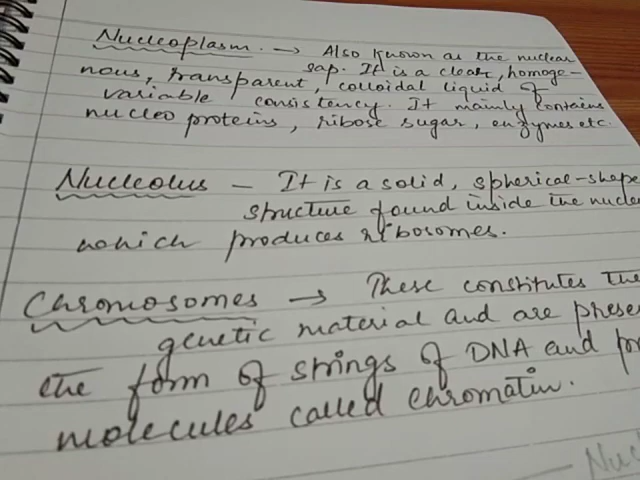 Nucleoplasm. → Also known as the nuclear
sap. It is a clear, homoge-
nous, transparent, colloidal liquid of
variable consistency. It mainly contains
nucleo proteins, ribose sugar, enzymes etc.
Nucleolus - It is a solid, spherical-shape
structure found inside the nucle
which produces ribosomes.
Chromosomes → These constitutes the
genetic material and are prese
the form of strings of DNA and pro
molecules called chromatin.
Nucl